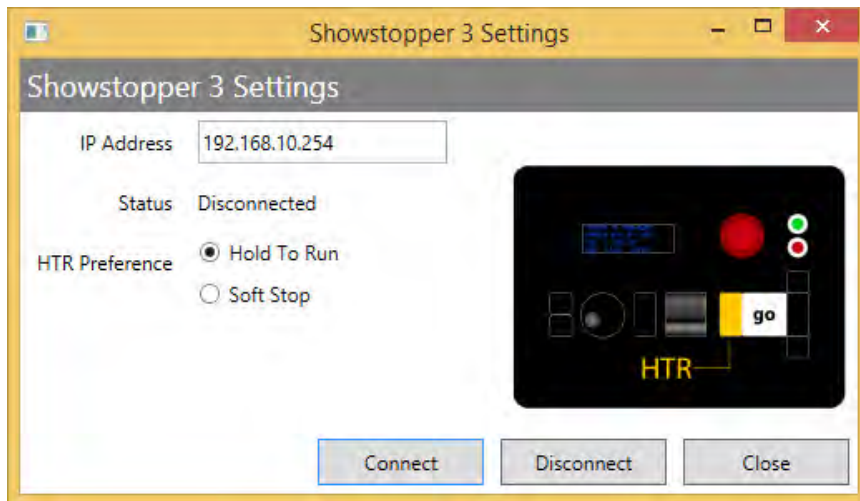 Showstopper 3 Settings
Showstopper 3 Settings
IP Address 192.168.10.254
Status Disconnected
HTR Preference
Hold To Run
Soft Stop
go
HTR
Connect Disconnect Close